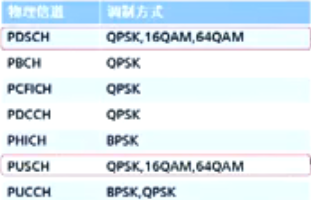 物理信道 调制方式
PDSCH QPSK,16QAM,64QAM
PBCH QPSK
PCFICH QPSK
PDCCH QPSK
PHICH BPSK
PUSCH QPSK,16QAM,64QAM
PUCCH BPSK,QPSK